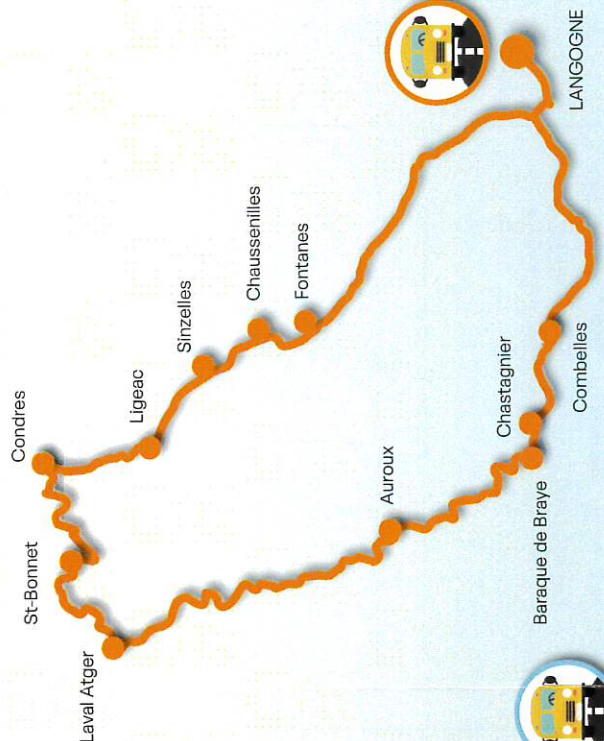 Condres
St-Bonnet
Laval Atger
Ligeac
Sinzelles
Chaussenilles
Fontanes
Auroux
Chastagnier
Baraque de Braye
Combelles
LANGOGNE